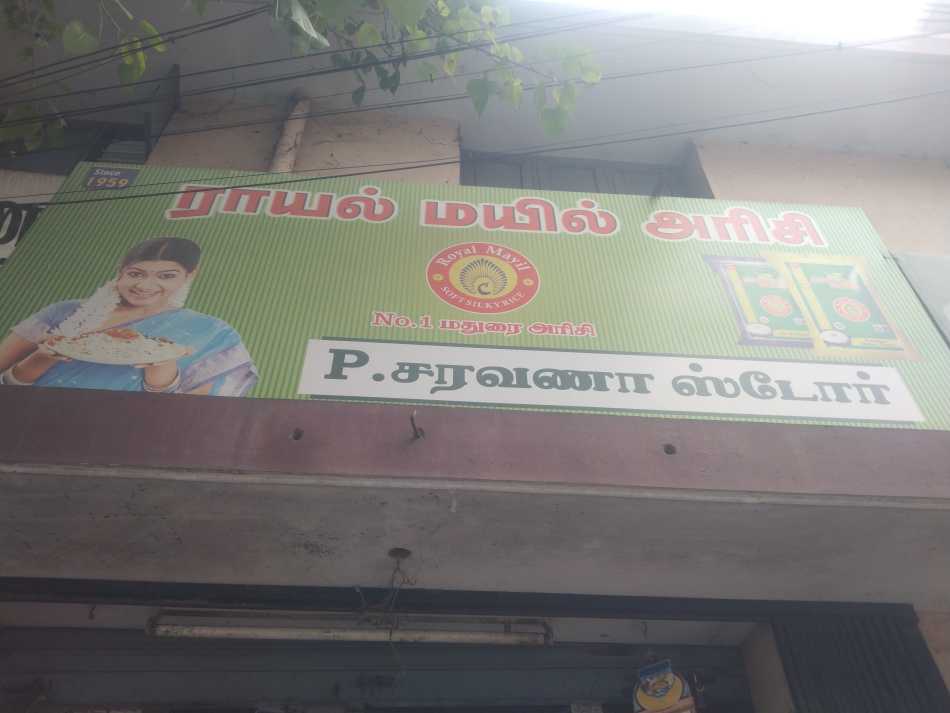 Since
1959
ராயல் மயில் அரிசி
Royal Mayil
SOFT SILKY RICE
No.1 மதுரை அரிசி
P.சரவணா ஸ்டோர்